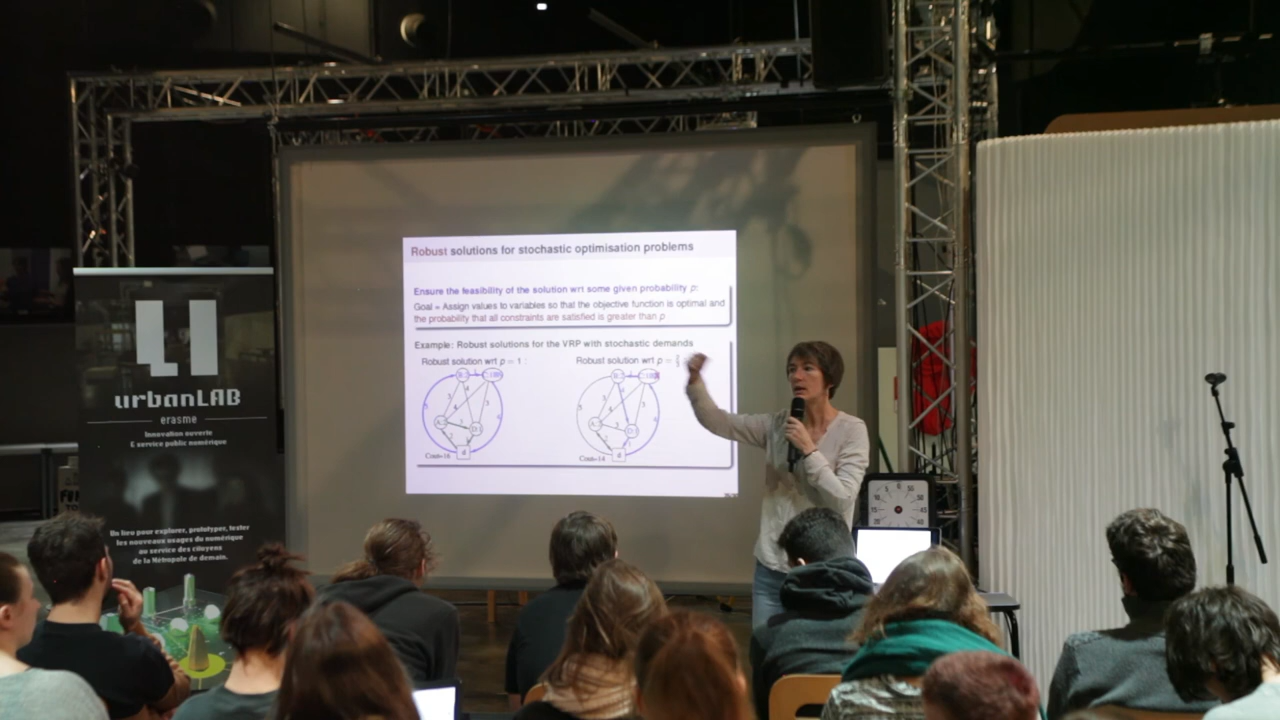 Robust solutions for stochastic optimisation problems
Ensure the feasibility of the solution wrt some given probability p:
Goal = Assign values to variables so that the objective function is optimal and
the probability that all constraints are satisfied is greater than p
Example: Robust solutions for the VRP with stochastic demands
Robust solution wrt p = 1 :
Robust solution wrt p =
Cout=16
Cout=14
d
d
urbanLAB
erasme
Innovation ouverte
& service public numérique
Un lieu pour explorer, prototyper, tester
les nouveaux usages du numérique
au service des citoyens
de la Métropole de demain.